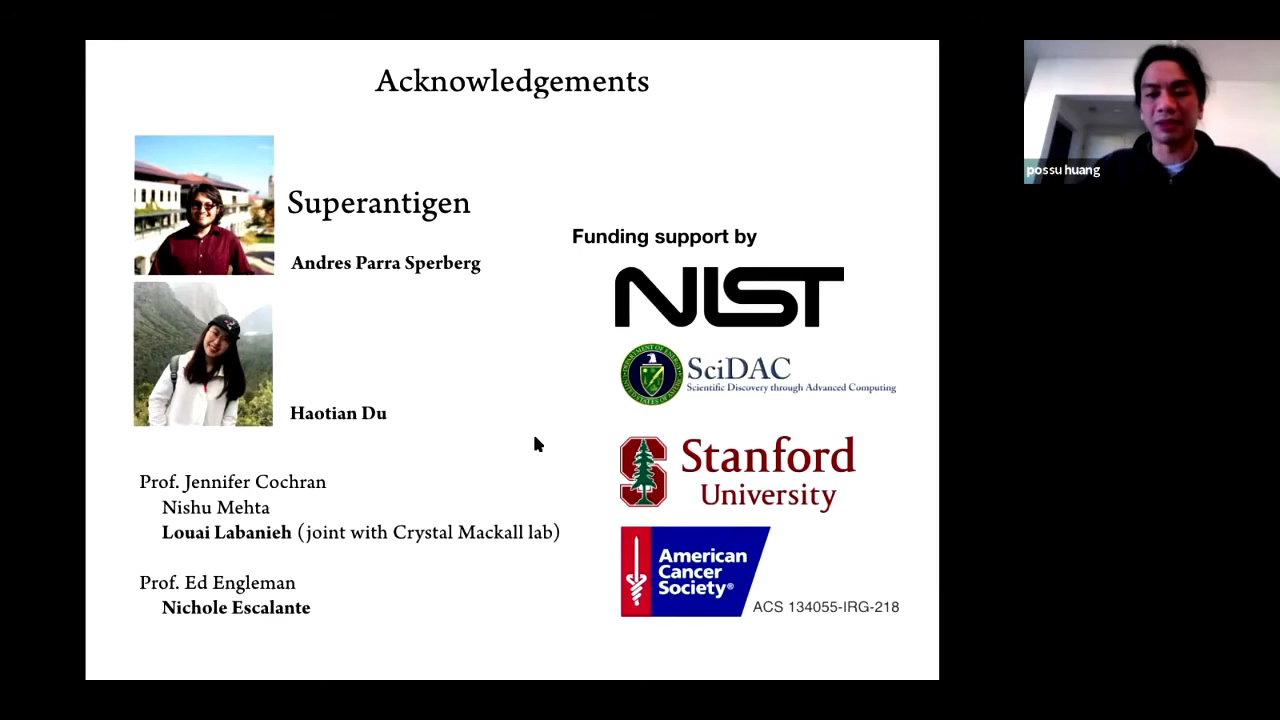 Acknowledgements
Superantigen
Andres Parra Sperberg
Haotian Du
Prof. Jennifer Cochran
Nishu Mehta
Louai Labanieh (joint with Crystal Mackall lab)
Prof. Ed Engleman
Nichole Escalante
Funding support by
NIST
SciDAC
Scientific Discovery through Advanced Computing
Stanford
University
American
Cancer
Society®
ACS 134055-IRG-218
possu huang